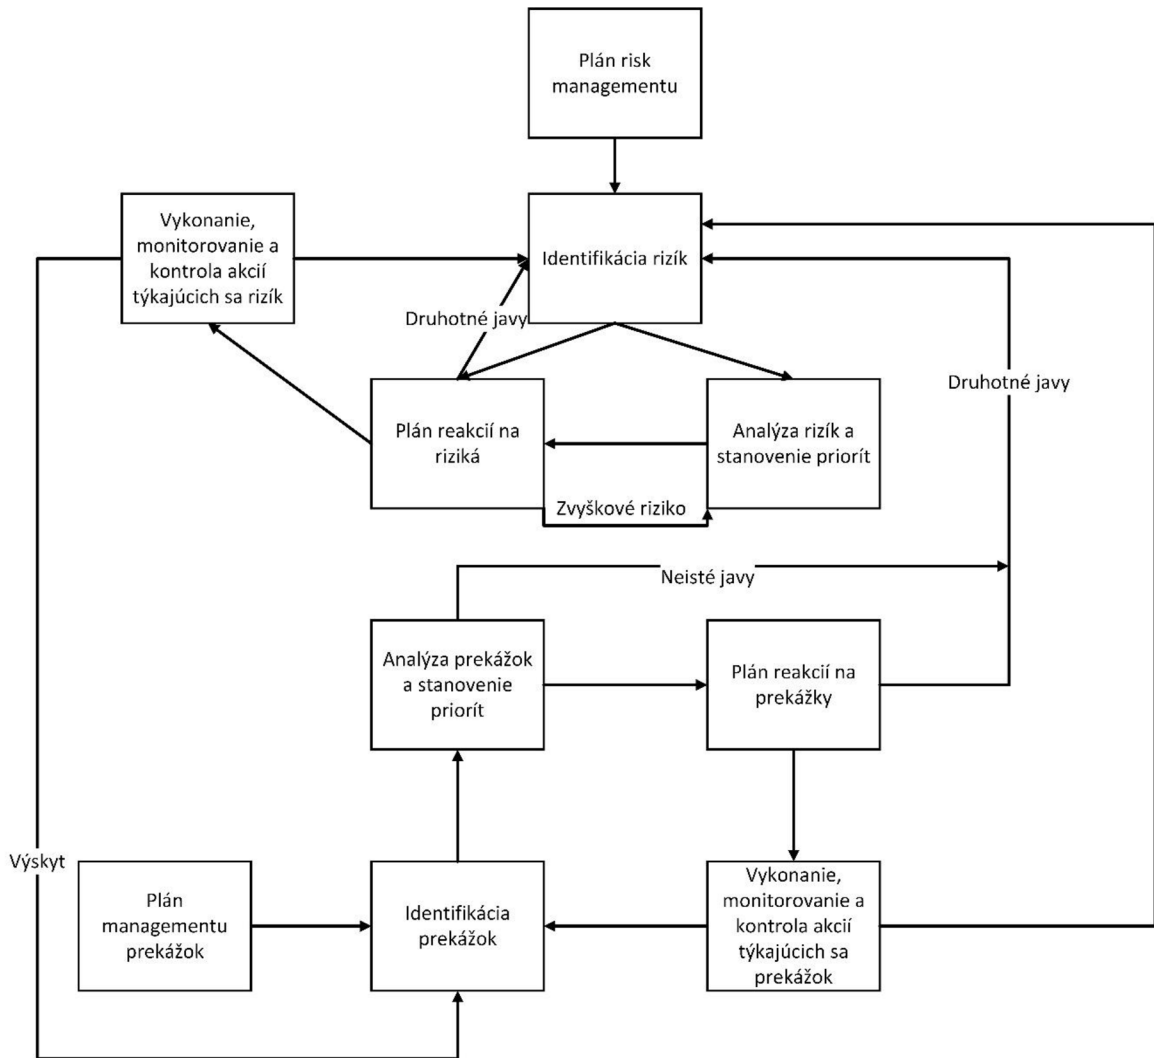 Plán risk
managementu
Vykonanie,
monitorovanie a
kontrola akcií
týkajúcich sa rizík
Identifikácia rizík
Druhotné javy
Druhotné javy
Plán reakcií na
riziká
Analýza rizík a
stanovenie priorít
Zvyškové riziko
Neisté javy
Analýza prekážok
a stanovenie
priorít
Plán reakcií na
prekážky
Výskyt
Plán
managementu
prekážok
Identifikácia
prekážok
Vykonanie,
monitorovanie a
kontrola akcií
týkajúcich sa
prekážok